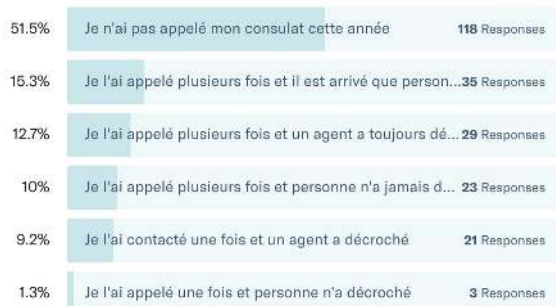 51.5% Je n'ai pas appelé mon consulat cette année 118 Responses
15.3% Je l'ai appelé plusieurs fois et il est arrivé que person... 35 Responses
12.7% Je l'ai appelé plusieurs fois et un agent a toujours dé... 29 Responses
10% Je l'ai appelé plusieurs fois et personne n'a jamais d... 23 Responses
9.2% Je l'ai contacté une fois et un agent a décroché 21 Responses
1.3% Je l'ai appelé une fois et personne n'a décroché 3 Responses